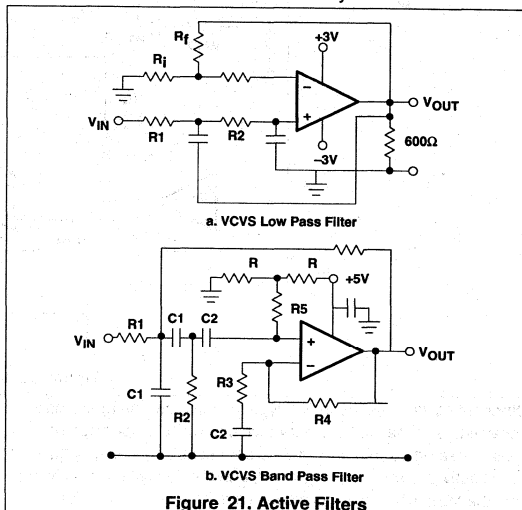 Rf
+3V
Ri
−
VOUT
VIN
R1
R2
+
600Ω
−3V
a. VCVS Low Pass Filter
R
R
+5V
R5
VIN
R1
C1
C2
+
−
VOUT
R3
C1
R2
R4
C2
b. VCVS Band Pass Filter
Figure 21. Active Filters